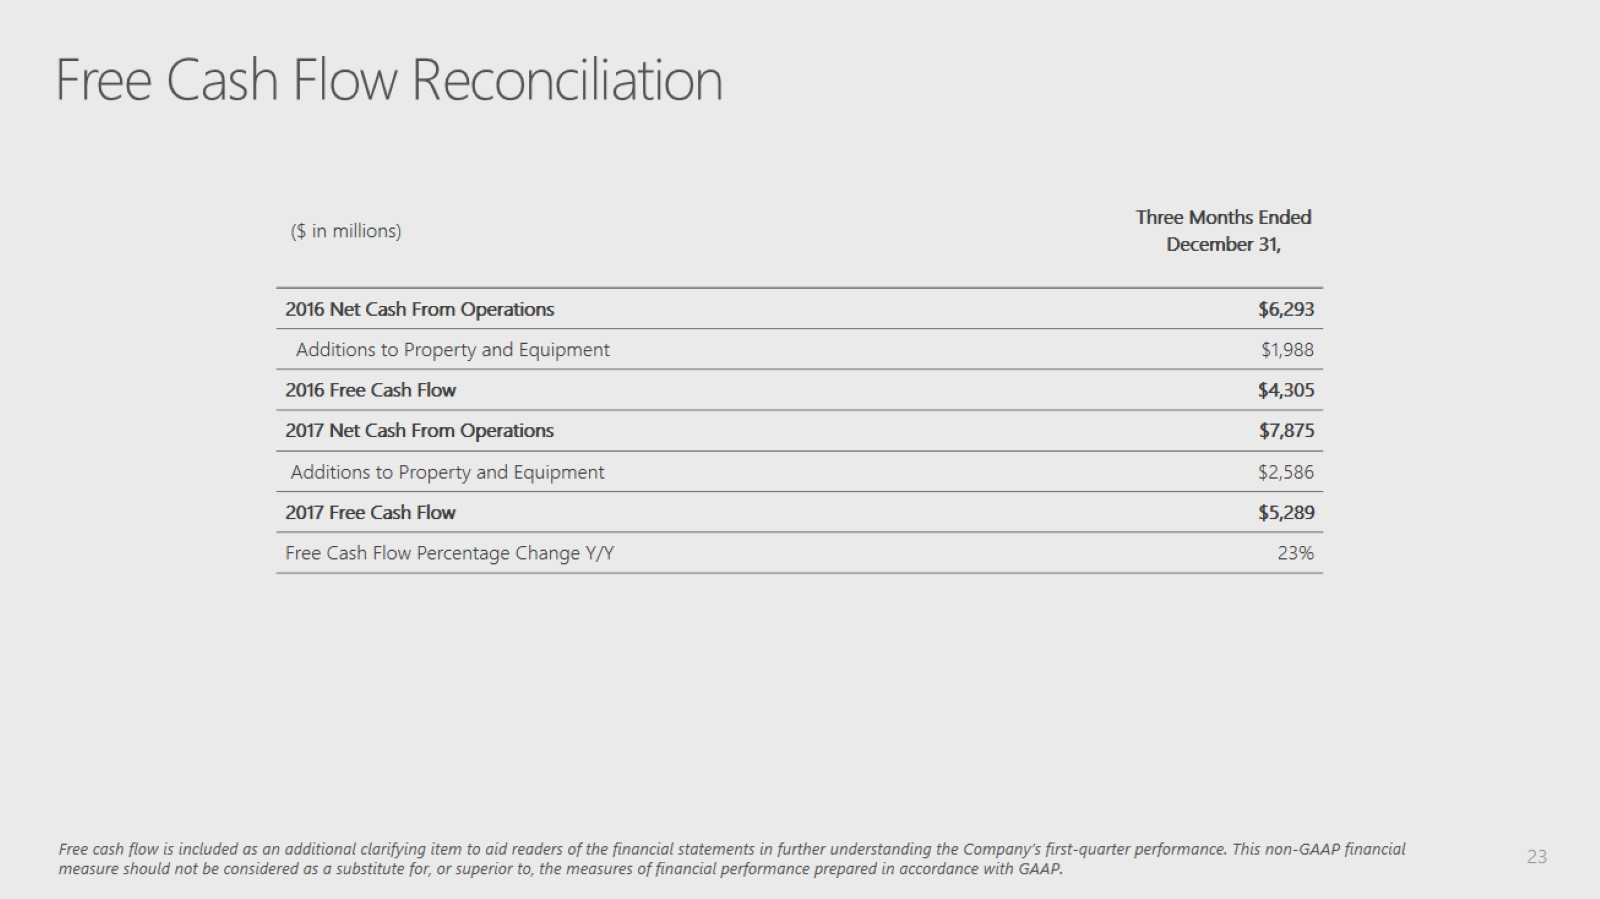 Free Cash Flow Reconciliation
($ in millions)
Three Months Ended
December 31,
2016 Net Cash From Operations $6,293
Additions to Property and Equipment $1,988
2016 Free Cash Flow $4,305
2017 Net Cash From Operations $7,875
Additions to Property and Equipment $2,586
2017 Free Cash Flow $5,289
Free Cash Flow Percentage Change Y/Y 23%
Free cash flow is included as an additional clarifying item to aid readers of the financial statements in further understanding the Company's first-quarter performance. This non-GAAP financial
measure should not be considered as a substitute for, or superior to, the measures of financial performance prepared in accordance with GAAP.
23